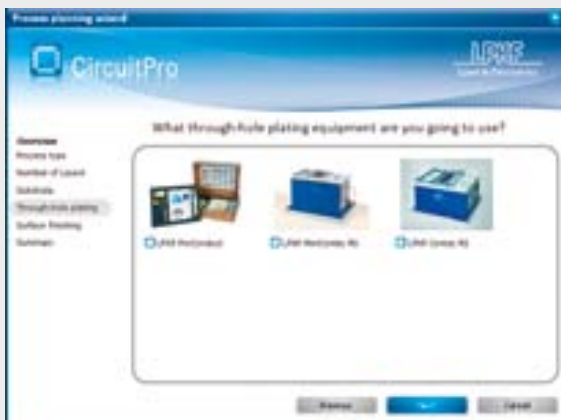 Process planning wizard
CircuitPro
LPKF
Laser & Electronics
What through-hole plating equipment are you going to use?
Overview
Process type
Number of Layers
Substrate
Through-hole plating
Surface finishing
Summary
LPKF ProConduct
LPKF MiniContac RS
LPKF Contac RS
Previous
Next
Cancel